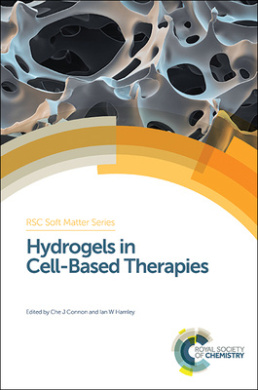 RSC Soft Matter Series
Hydrogels in
Cell-Based Therapies
Edited by Che J Connon and Ian W Hamley
ROYAL SOCIETY
OF CHEMISTRY